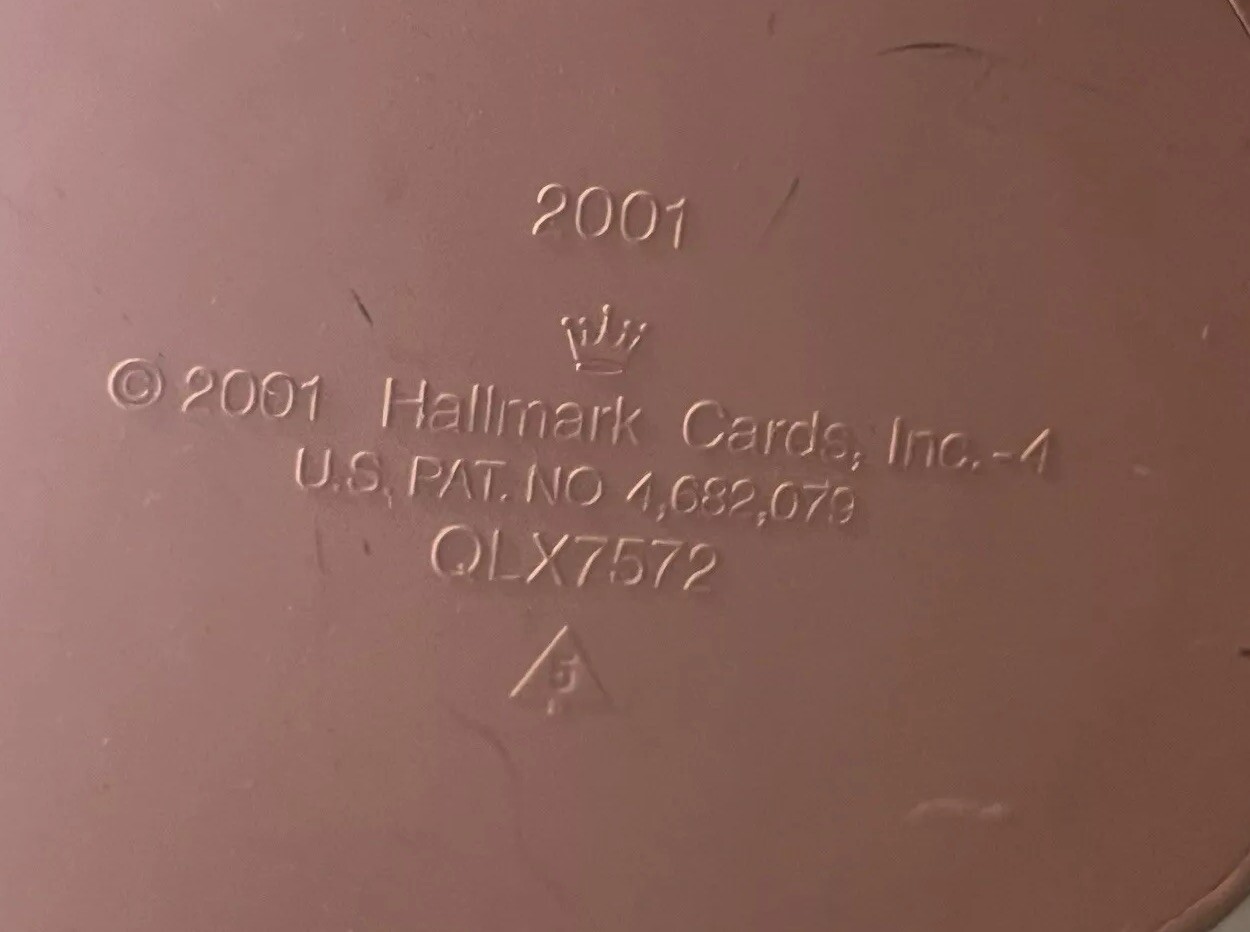 2001
© 2001 Hallmark Cards, Inc.-4
U.S. PAT. NO 4,682,079
QLX7572
5